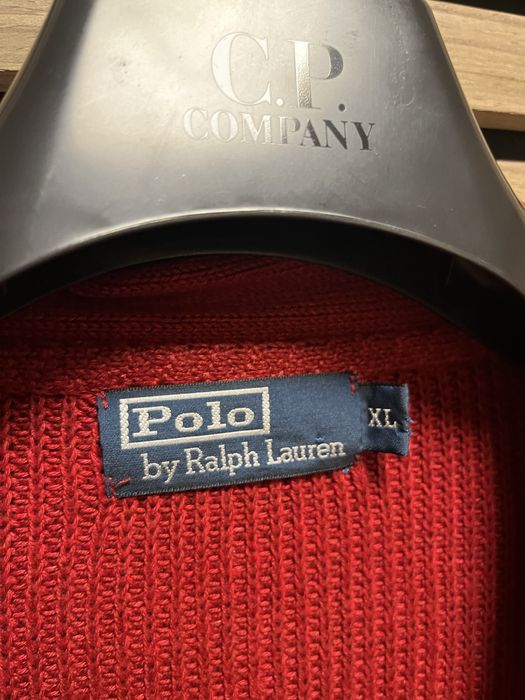 C.P.
COMPANY
Polo
by Ralph Lauren
XL